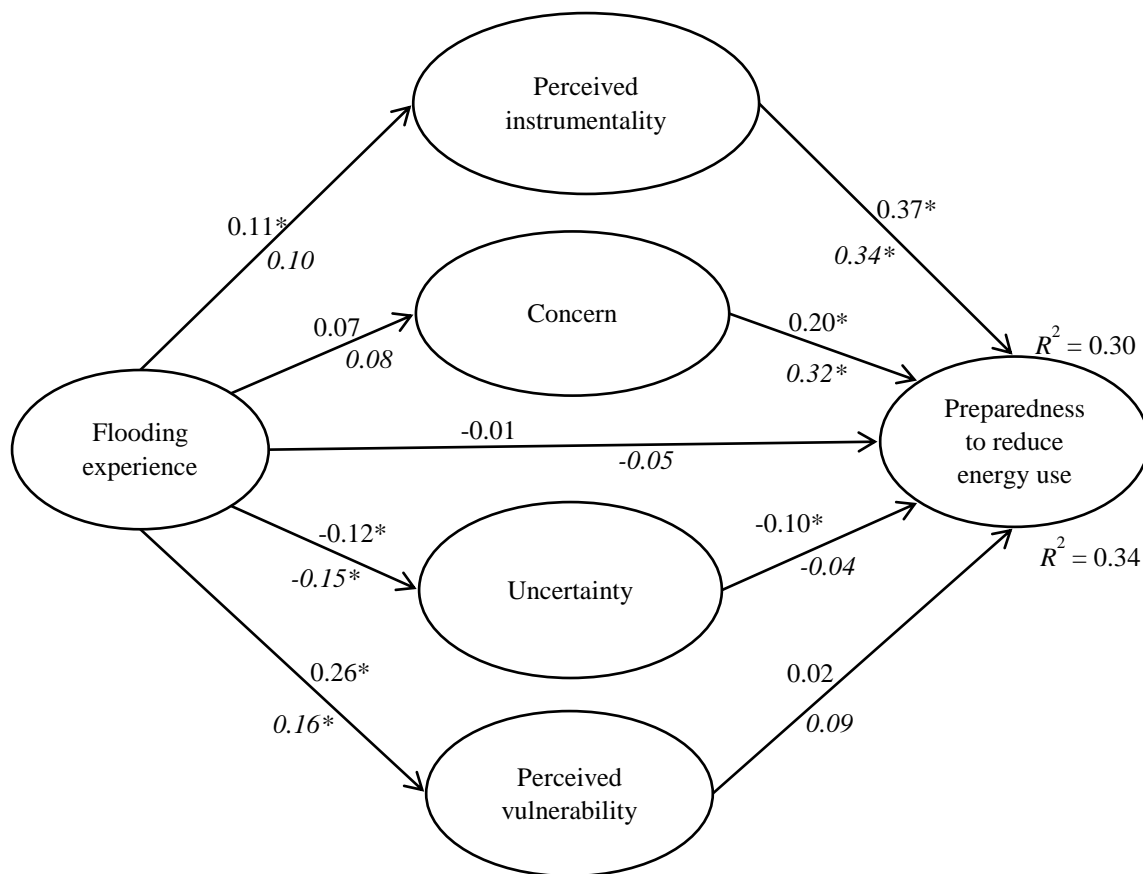 Perceived
instrumentality
0.11*
0.10
0.37*
0.34*
Concern
0.07
0.08
0.20*
0.32*
R² = 0.30
Flooding
experience
-0.01
-0.05
Preparedness
to reduce
energy use
-0.12*
-0.15*
Uncertainty
-0.10*
-0.04
R² = 0.34
0.26*
0.16*
0.02
0.09
Perceived
vulnerability